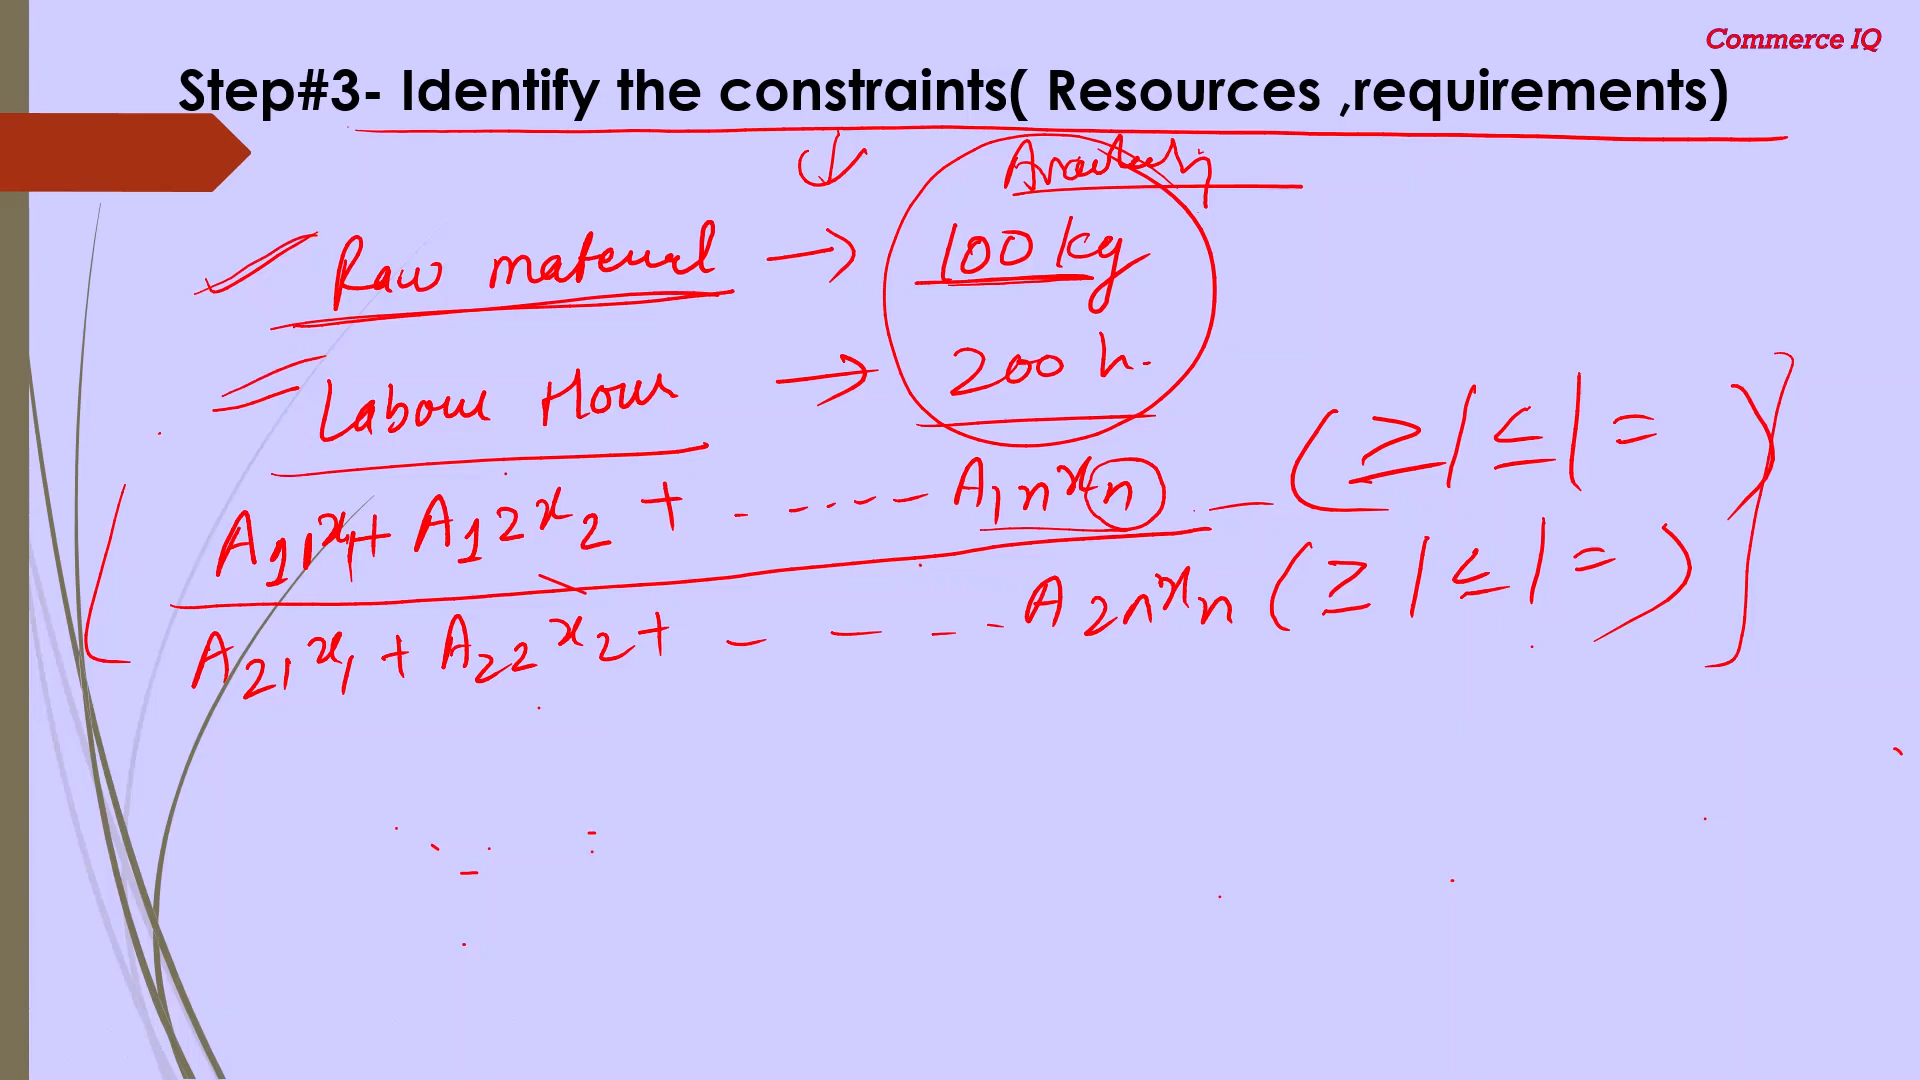 Commerce IQ
Step#3- Identify the constraints( Resources ,requirements)
Raw material → 100 kg
Labour Hour → 200 h.
A11x1 + A12x2 + ------ A1nxn -- (≥|≤|= )
A21x1 + A22x2 + - - - - - A2nxn (≥|≤|= )